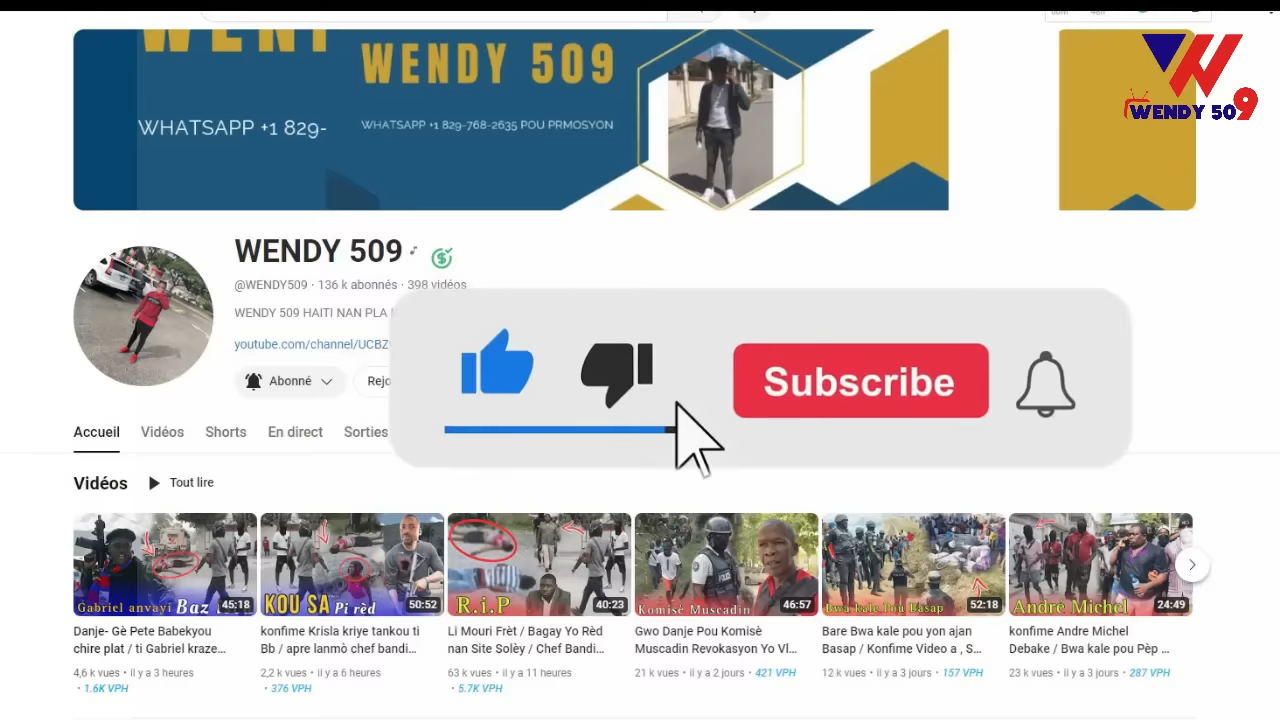 WENDY 509
WHATSAPP +1 829-
WHATSAPP +1 829-768-2635 POU PRMOSYON
WENDY 509
WENDY 509
@WENDY509 · 136 k abonnés · 398 vidéos
WENDY 509 HAITI NAN PLA
youtube.com/channel/UCBZ
Abonné
Rejo
Subscribe
Accueil
Vidéos
Shorts
En direct
Sorties
Vidéos
Tout lire
Gabriel anvayi Baz
45:18
KOU SA Pi rèd
50:52
R.i.P
40:23
Komisè Muscadin
46:57
Bwa kale pou Basap
52:18
André Michel
24:49
Danje- Gè Pete Babekyou
chire plat / ti Gabriel kraze…
4,6 k vues • il y a 3 heures
• 1.6K VPH
konfime Krisla kriye tankou ti
Bb / apre lanmò chef bandi…
2,2 k vues • il y a 6 heures
• 376 VPH
Li Mouri Frèt / Bagay Yo Rèd
nan Site Solèy / Chef Bandi…
63 k vues • il y a 11 heures
• 5.7K VPH
Gwo Danje Pou Komisè
Muscadin Revokasyon Yo Vl…
21 k vues • il y a 2 jours • 421 VPH
Bare Bwa kale pou yon ajan
Basap / Konfime Video a , S…
12 k vues • il y a 3 jours • 157 VPH
konfime Andre Michel
Debake / Bwa kale pou Pèp …
23 k vues • il y a 3 jours • 287 VPH